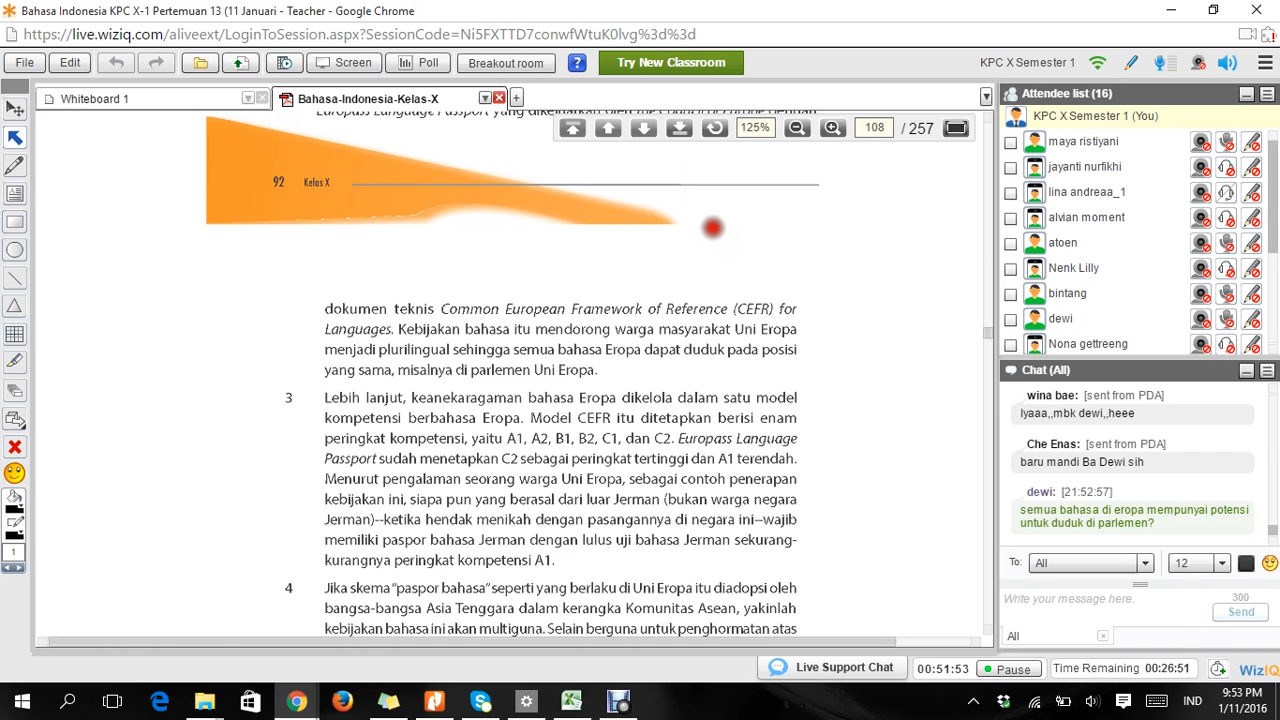 Bahasa Indonesia KPC X-1 Pertemuan 13 (11 Januari - Teacher - Google Chrome
https://live.wiziq.com/aliveext/LoginToSession.aspx?SessionCode=Ni5FXTTD7conwfWtuK0lvg%3d%3d
File Edit Screen Poll Breakout room ? Try New Classroom KPC X Semester 1
Whiteboard 1 Bahasa-Indonesia-Kelas-X
Attendee list (16)
KPC X Semester 1 (You)
maya ristiyani
jayanti nurfikhi
lina andreaa_1
alvian moment
atoen
Nenk Lilly
bintang
dewi
Nona gettreeng
125% 108 / 257
92 Kelas X
dokumen teknis Common European Framework of Reference (CEFR) for
Languages. Kebijakan bahasa itu mendorong warga masyarakat Uni Eropa
menjadi plurilingual sehingga semua bahasa Eropa dapat duduk pada posisi
yang sama, misalnya di parlemen Uni Eropa.
3 Lebih lanjut, keanekaragaman bahasa Eropa dikelola dalam satu model
kompetensi berbahasa Eropa. Model CEFR itu ditetapkan berisi enam
peringkat kompetensi, yaitu A1, A2, B1, B2, C1, dan C2. Europass Language
Passport sudah menetapkan C2 sebagai peringkat tertinggi dan A1 terendah.
Menurut pengalaman seorang warga Uni Eropa, sebagai contoh penerapan
kebijakan ini, siapa pun yang berasal dari luar Jerman (bukan warga negara
Jerman)--ketika hendak menikah dengan pasangannya di negara ini--wajib
memiliki paspor bahasa Jerman dengan lulus uji bahasa Jerman sekurang-
kurangnya peringkat kompetensi A1.
4 Jika skema "paspor bahasa" seperti yang berlaku di Uni Eropa itu diadopsi oleh
bangsa-bangsa Asia Tenggara dalam kerangka Komunitas Asean, yakinlah
kebijakan bahasa ini akan multiguna. Selain berguna untuk penghormatan atas
Chat (All)
wina bae: [sent from PDA]
Iyaaa,,mbk dewi,,heee
Che Enas: [sent from PDA]
baru mandi Ba Dewi sih
dewi: [21:52:57]
semua bahasa di eropa mempunyai potensi
untuk duduk di parlemen?
To: All 12
Write your message here. 300
Send
All
1
Live Support Chat 00:51:53 Pause Time Remaining 00:26:51 WizIQ
IND 9:53 PM
1/11/2016